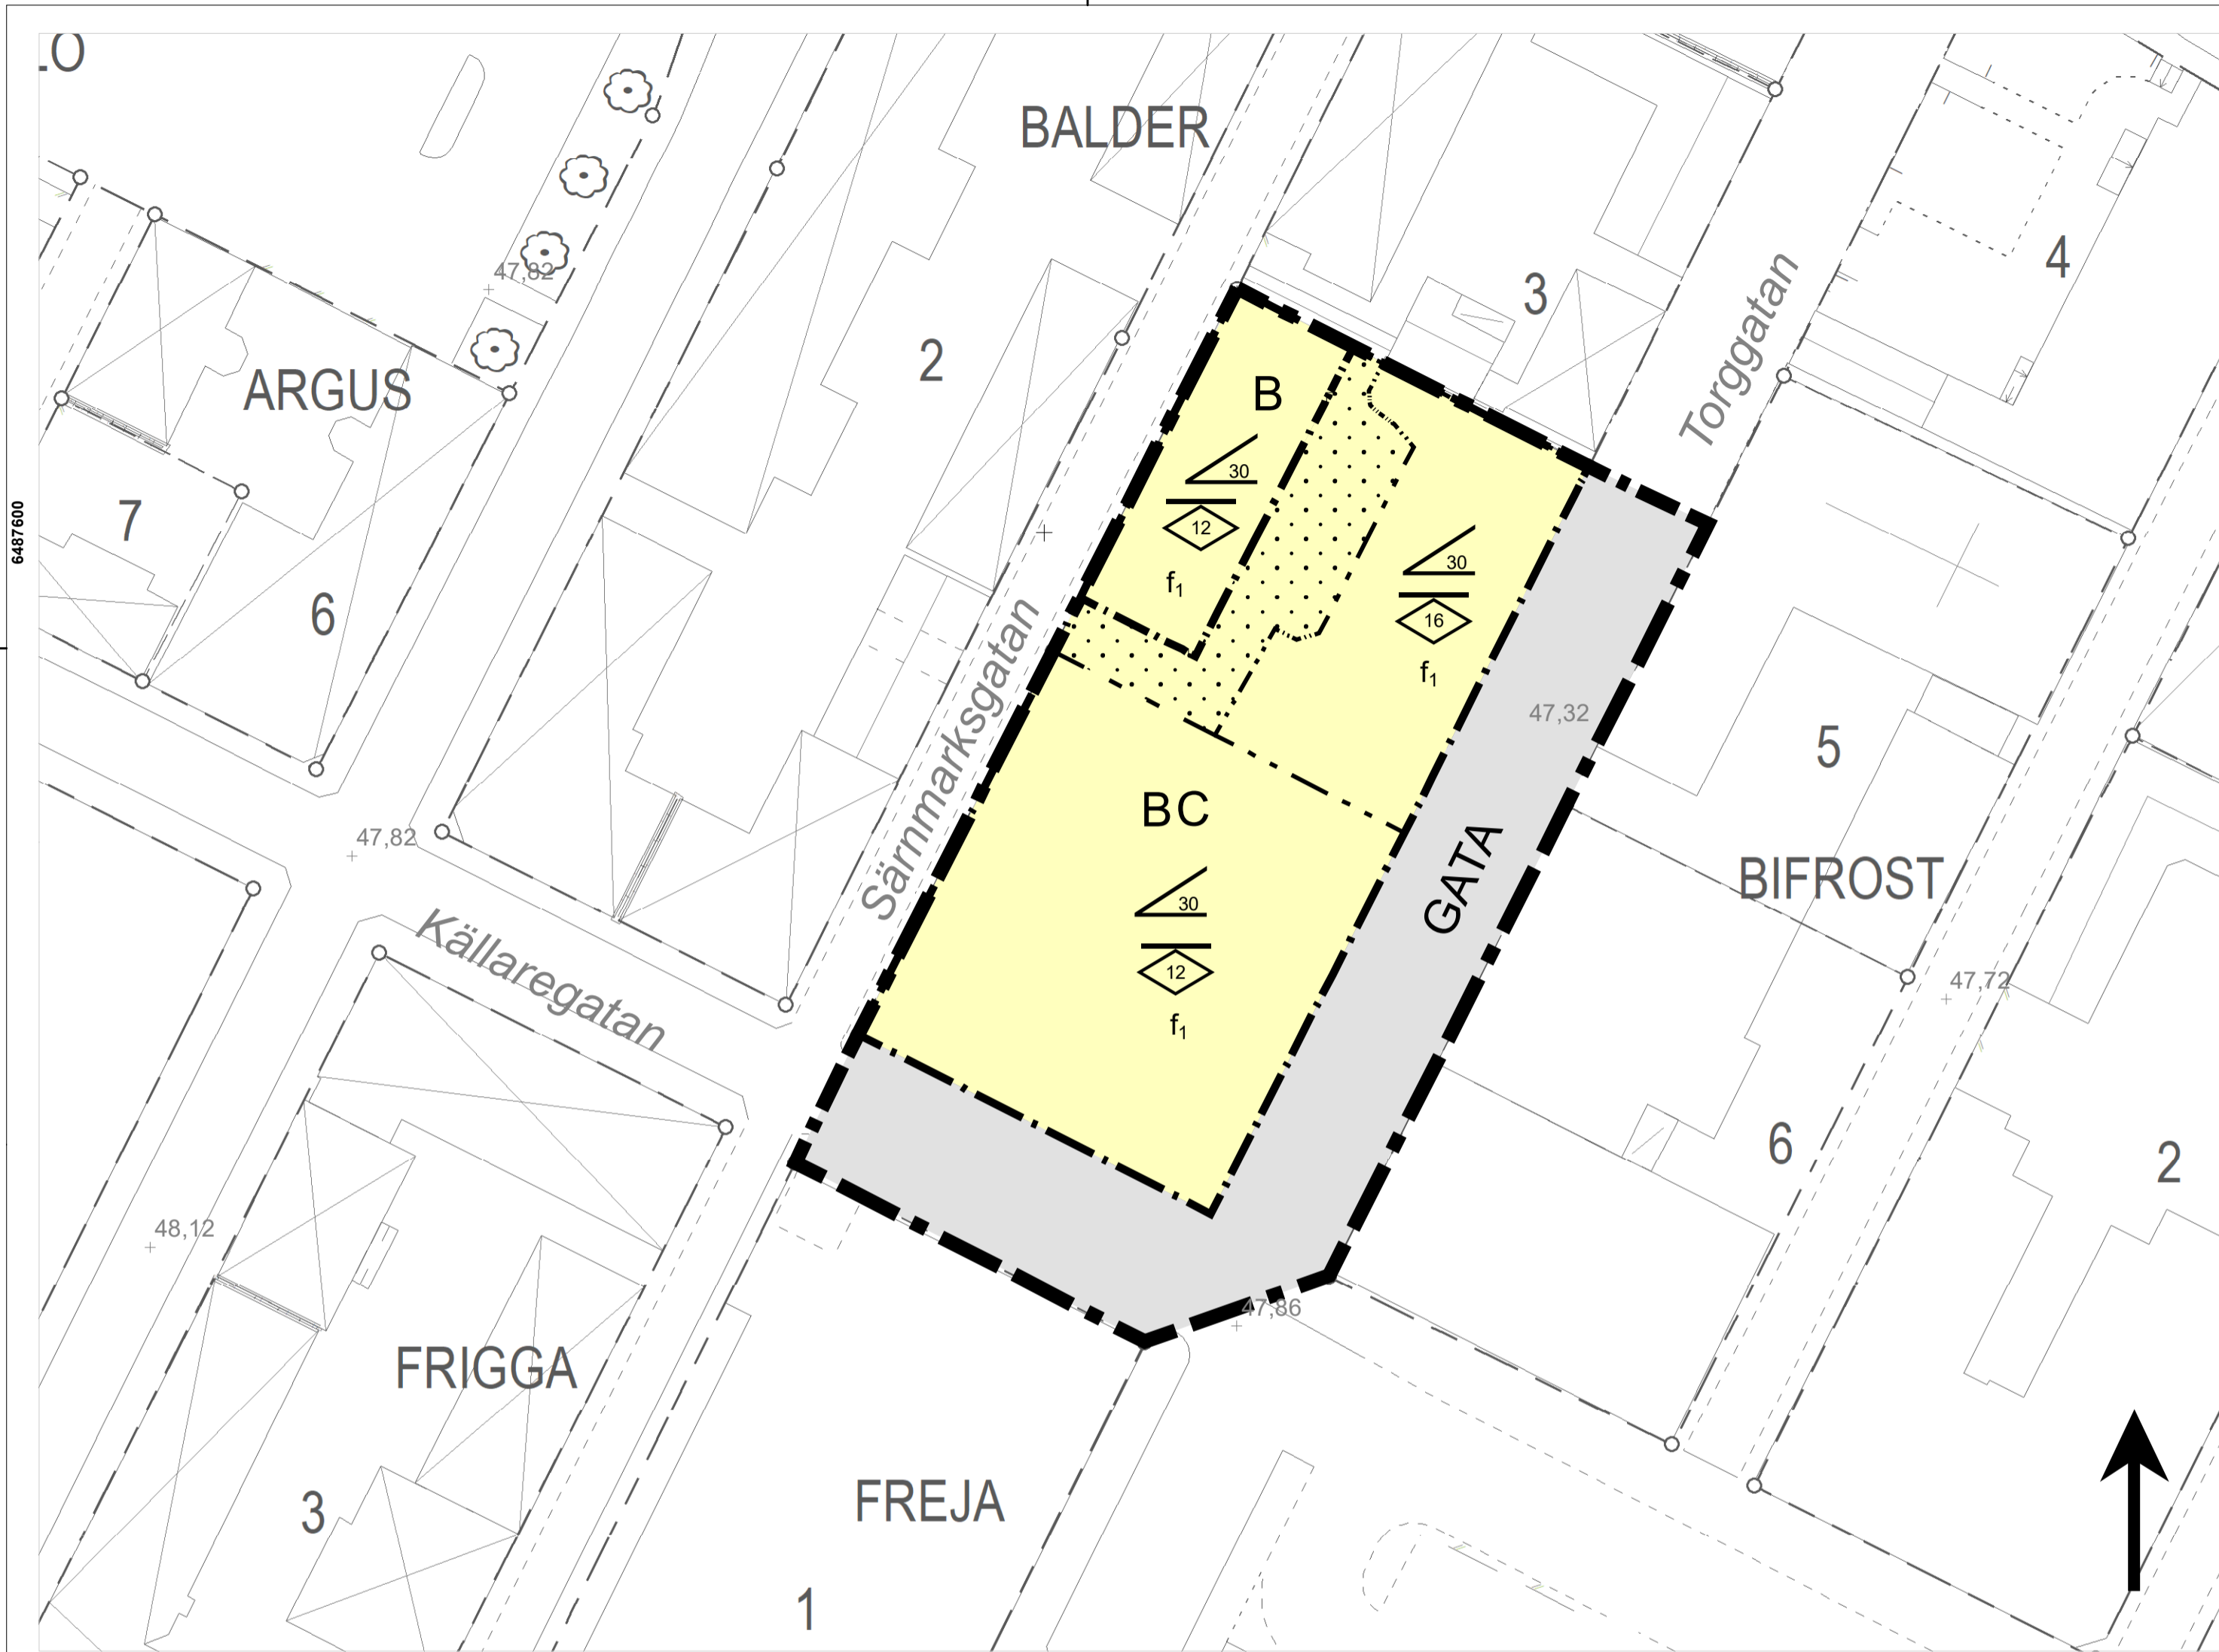 LO
BALDER
47,82
3
4
Torggatan
2
ARGUS
B
30
12
f1
7
6487600
6
30
16
f1
Särnmarksgatan
47,32
5
BC
30
12
f1
GATA
BIFROST
47,82
Källaregatan
47,72
6
2
48,12
47,86
FRIGGA
FREJA
3
1